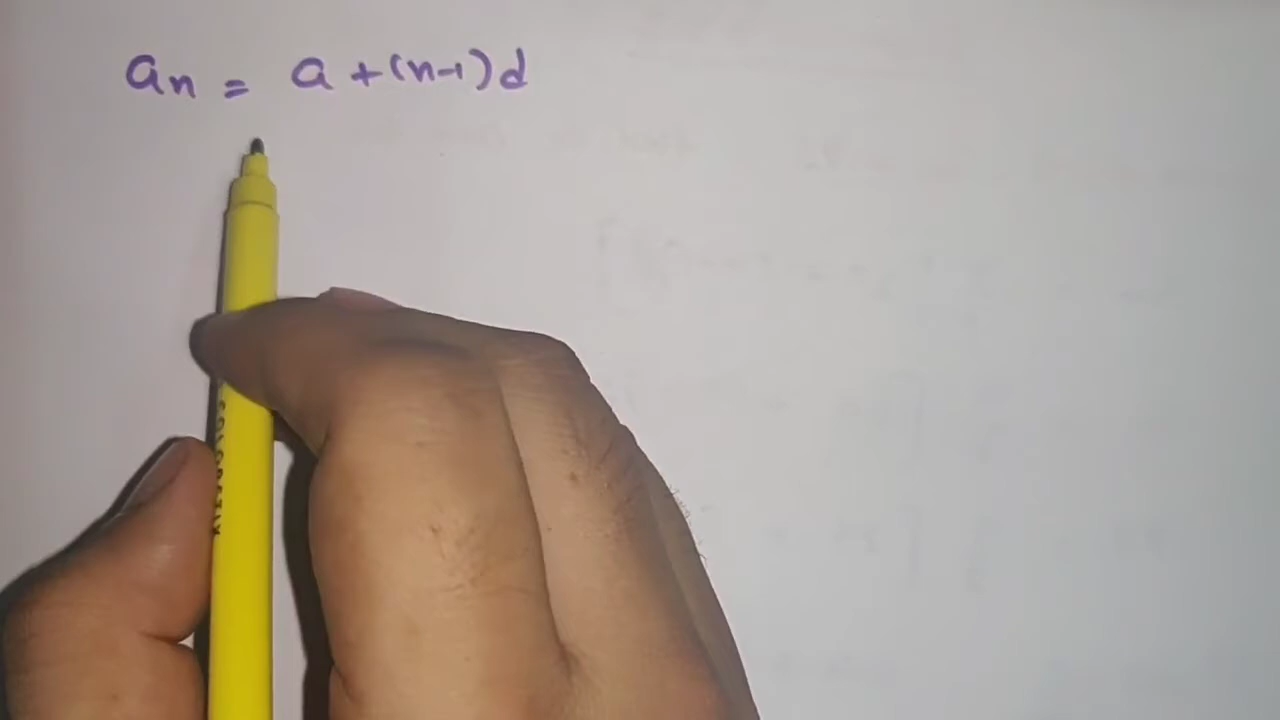 an = a + (n-1)d